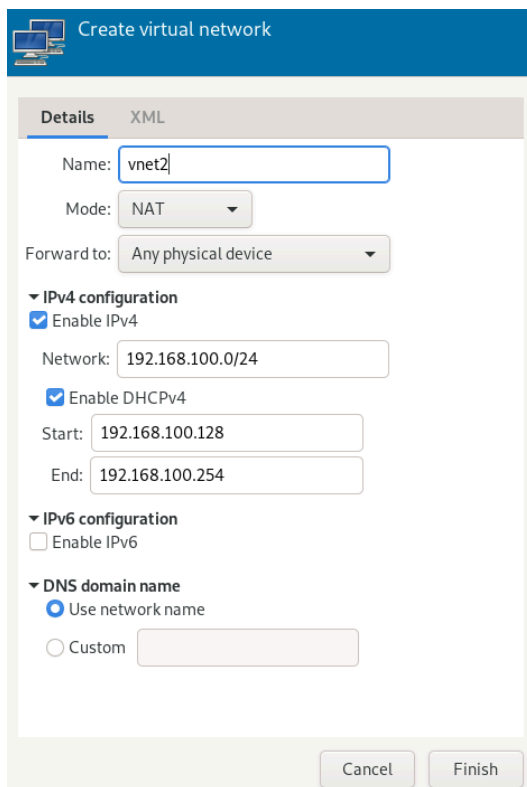 Create virtual network
Details XML
Name: vnet2
Mode: NAT
Forward to: Any physical device
IPv4 configuration
Enable IPv4
Network: 192.168.100.0/24
Enable DHCPv4
Start: 192.168.100.128
End: 192.168.100.254
IPv6 configuration
Enable IPv6
DNS domain name
Use network name
Custom
Cancel Finish